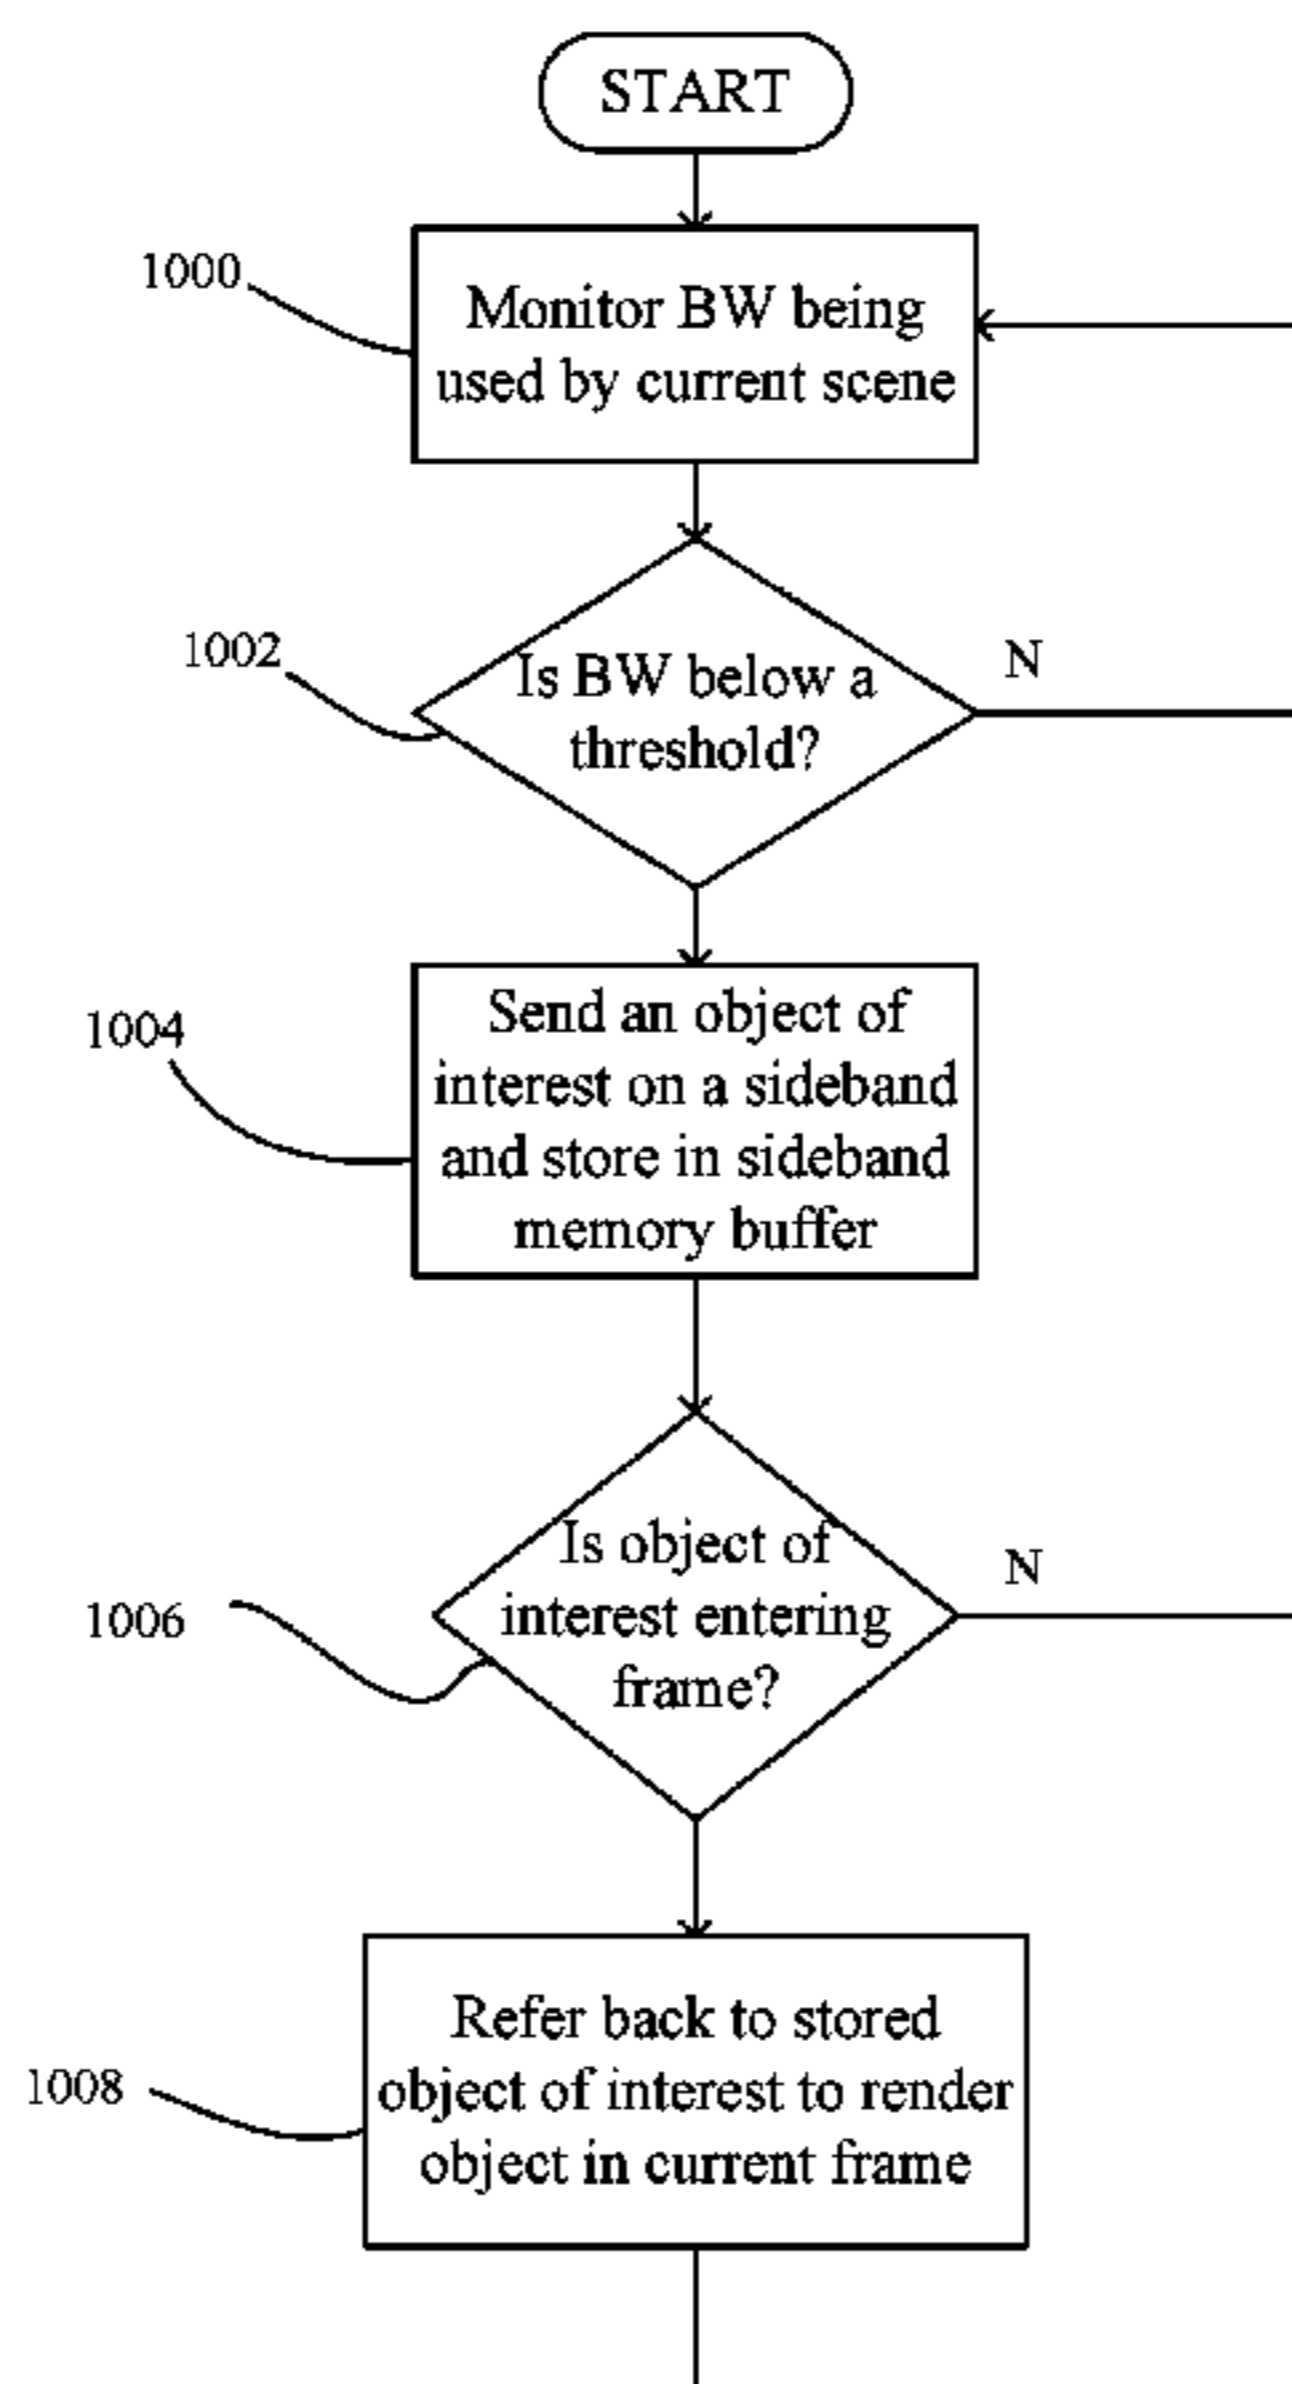 START
1000
Monitor BW being
used by current scene
1002
Is BW below a
threshold?
N
1004
Send an object of
interest on a sideband
and store in sideband
memory buffer
1006
Is object of
interest entering
frame?
N
1008
Refer back to stored
object of interest to render
object in current frame